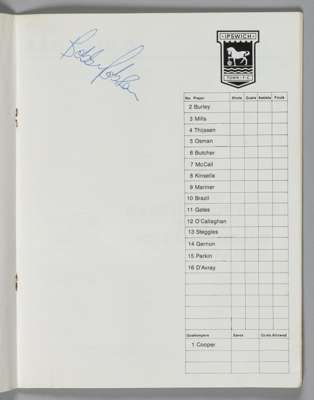 Bobby Robson
IPSWICH
TOWN F.C.
No. Player Shots Goals Assists Fouls
2 Burley
3 Mills
4 Thijssen
5 Osman
6 Butcher
7 McCall
8 Kinsella
9 Mariner
10 Brazil
11 Gates
12 O'Callaghan
13 Steggles
14 Gernon
15 Parkin
16 D'Avray
Goalkeepers Saves Goals Allowed
1 Cooper